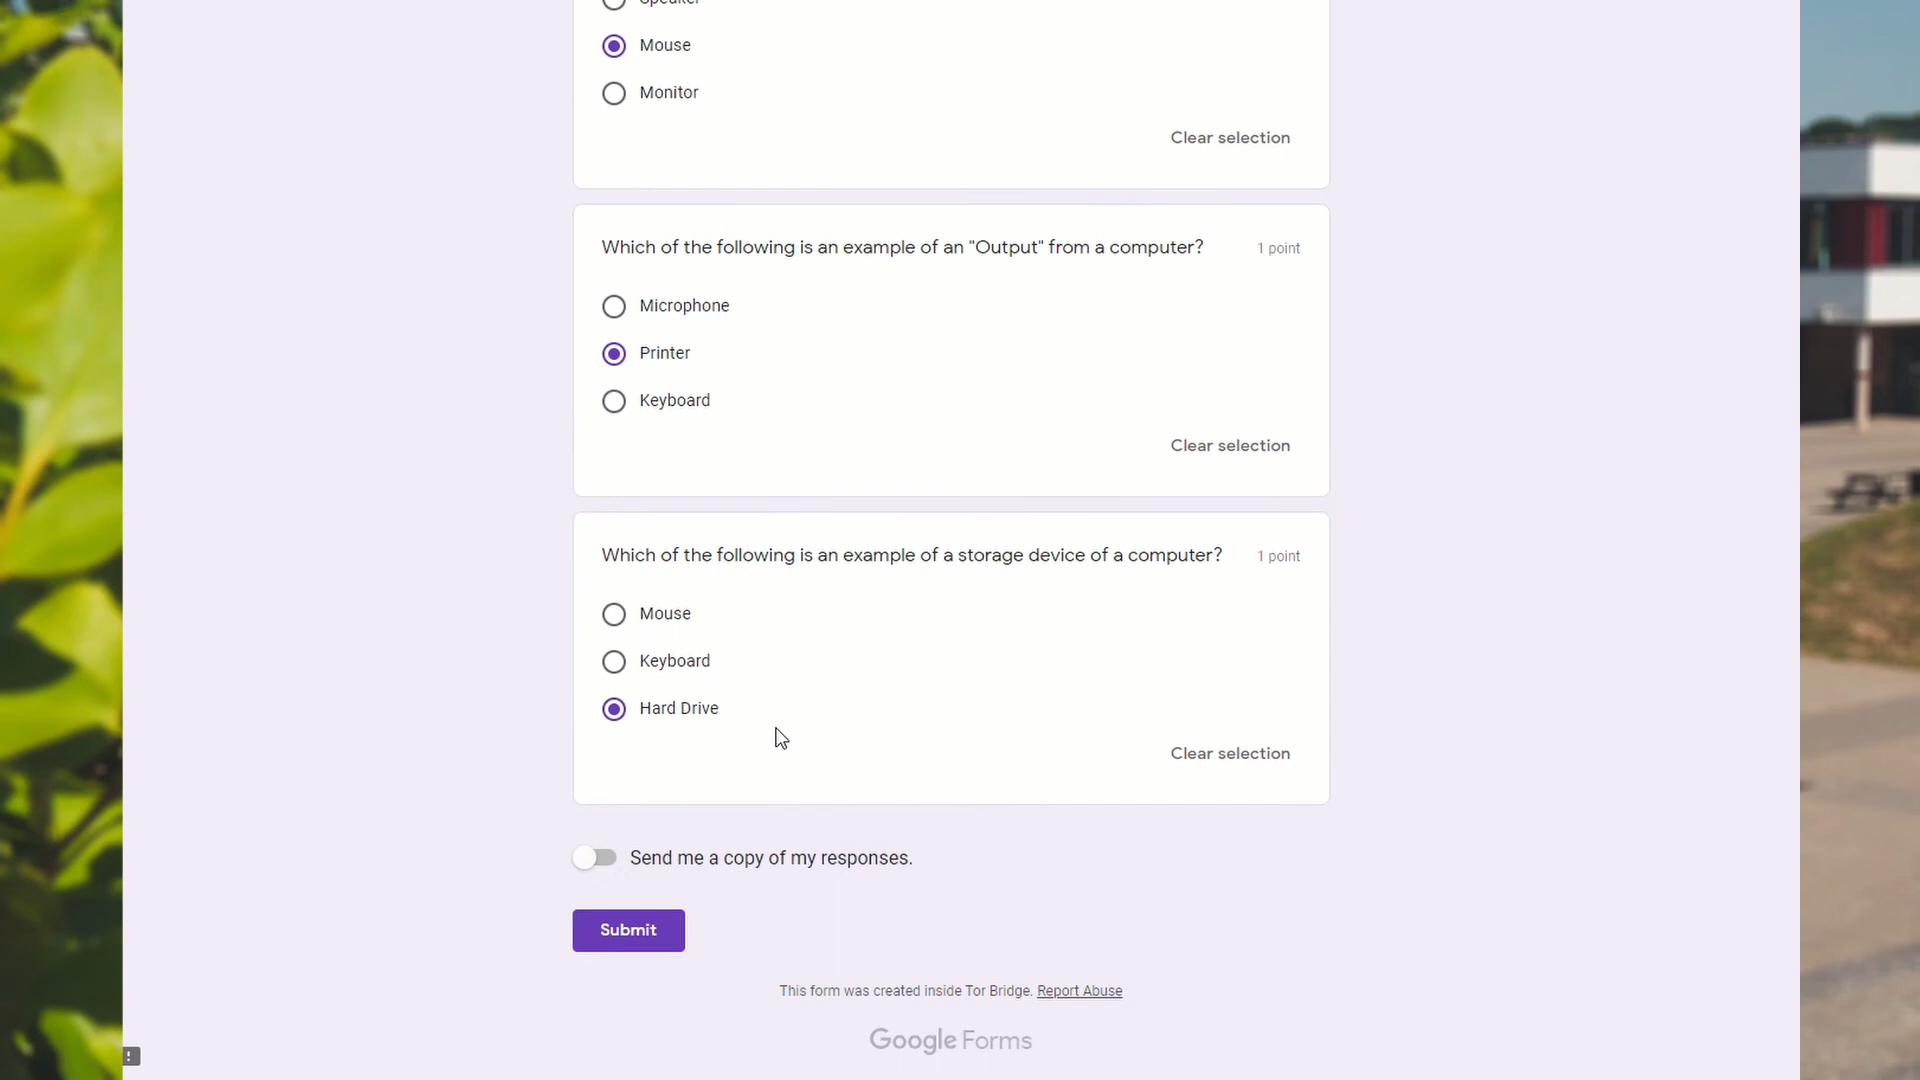 Speaker
Mouse
Monitor
Clear selection
Which of the following is an example of an "Output" from a computer?
1 point
Microphone
Printer
Keyboard
Clear selection
Which of the following is an example of a storage device of a computer?
1 point
Mouse
Keyboard
Hard Drive
Clear selection
Send me a copy of my responses.
Submit
This form was created inside Tor Bridge. Report Abuse
Google Forms
!